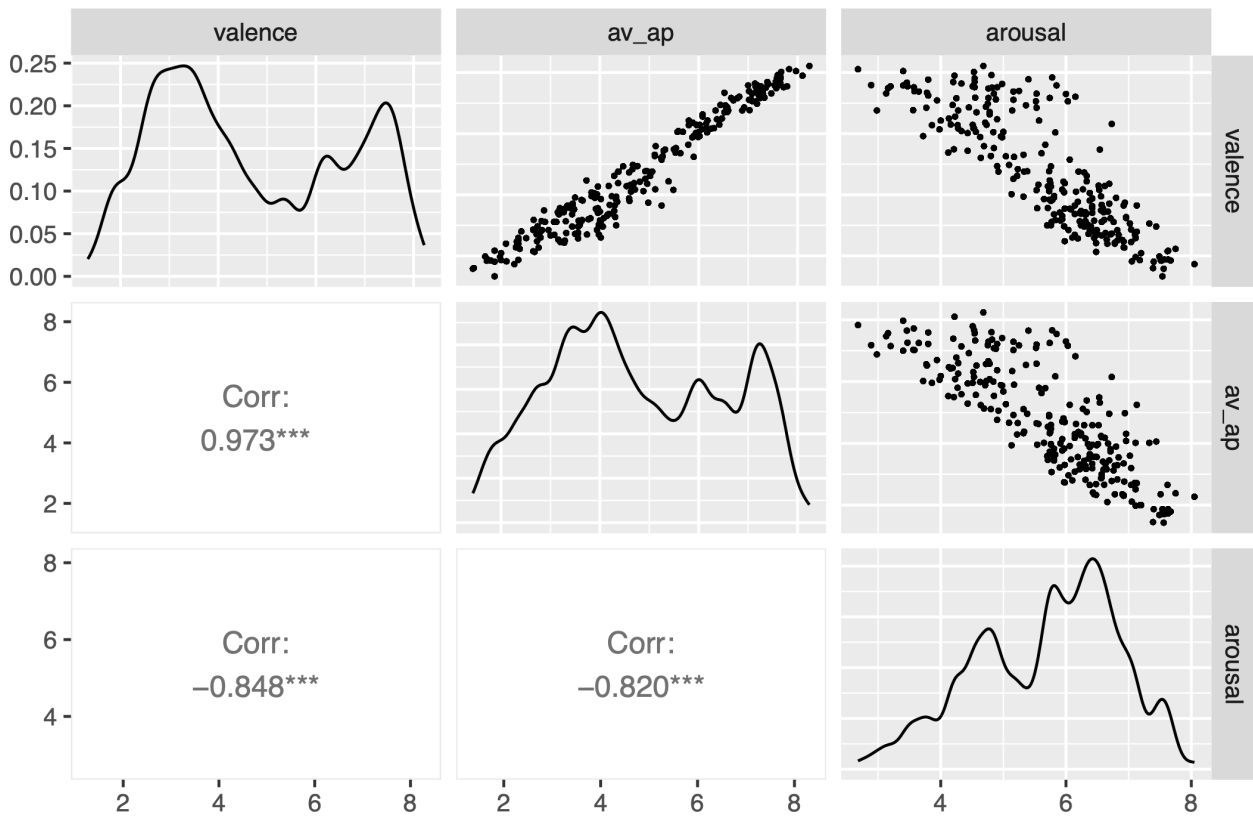 valence
av_ap
arousal
0.25
0.20
0.15
0.10
0.05
0.00
valence
8
6
4
2
Corr:
0.973***
av_ap
8
6
4
Corr:
−0.848***
Corr:
−0.820***
arousal
2 4 6 8
2 4 6 8
4 6 8